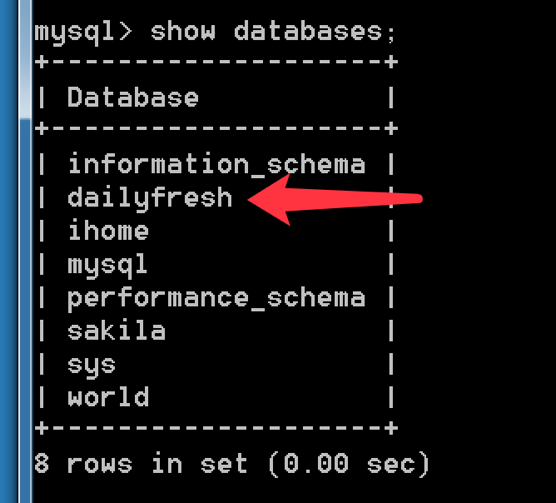 mysql> show databases;
+--------------------+
| Database           |
+--------------------+
| information_schema |
| dailyfresh         |
| ihome              |
| mysql              |
| performance_schema |
| sakila             |
| sys                |
| world              |
+--------------------+
8 rows in set (0.00 sec)